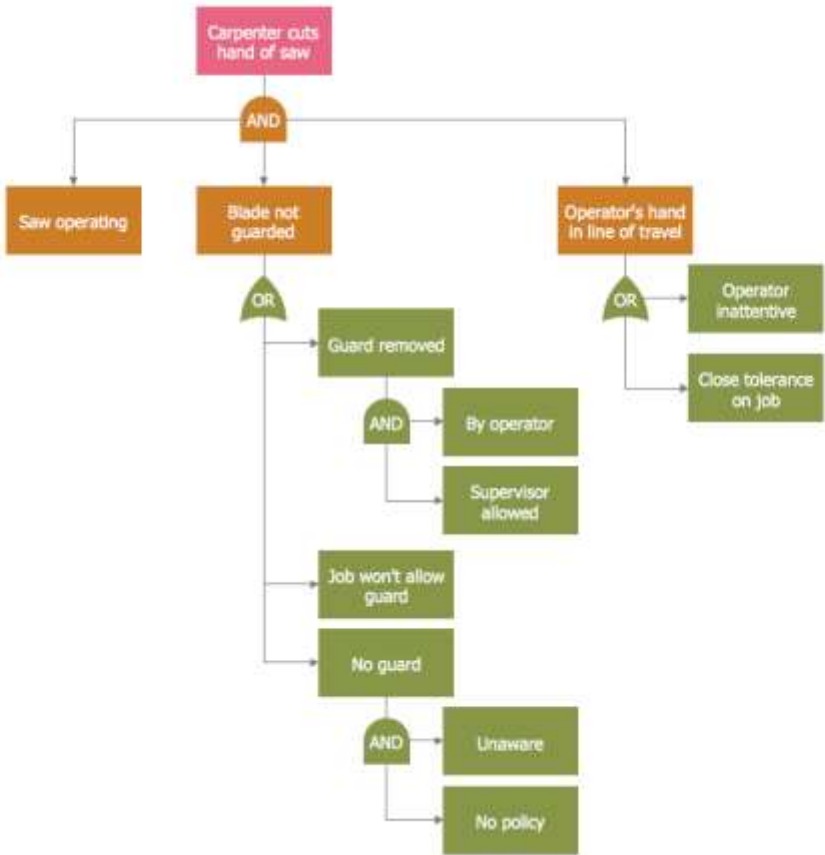 Carpenter cuts
hand of saw
AND
Saw operating
Blade not
guarded
Operator's hand
in line of travel
OR
OR
Operator
inattentive
Guard removed
Close tolerance
on job
AND
By operator
Supervisor
allowed
Job won't allow
guard
No guard
AND
Unaware
No policy